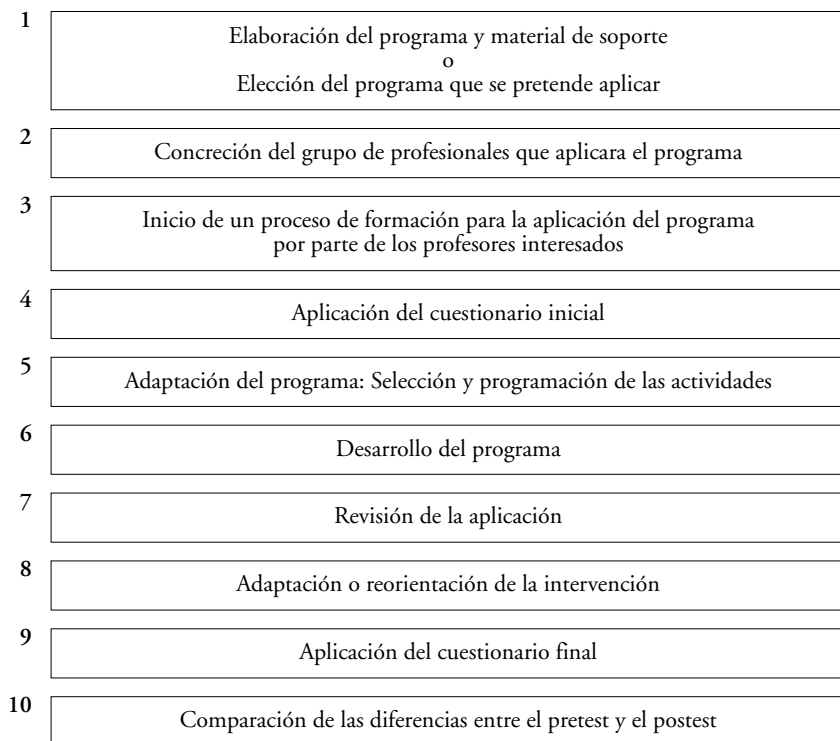 1
Elaboración del programa y material de soporte
o
Elección del programa que se pretende aplicar
2
Concreción del grupo de profesionales que aplicara el programa
3
Inicio de un proceso de formación para la aplicación del programa
por parte de los profesores interesados
4
Aplicación del cuestionario inicial
5
Adaptación del programa: Selección y programación de las actividades
6
Desarrollo del programa
7
Revisión de la aplicación
8
Adaptación o reorientación de la intervención
9
Aplicación del cuestionario final
10
Comparación de las diferencias entre el pretest y el postest